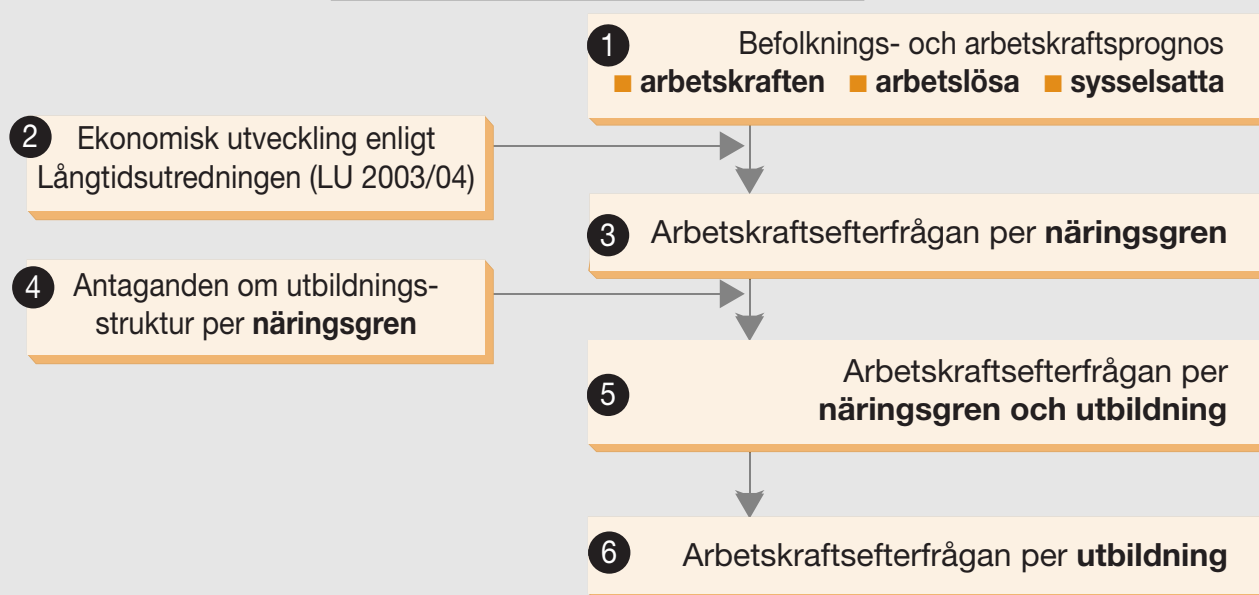 1 Befolknings- och arbetskraftsprognos
■ arbetskraften ■ arbetslösa ■ sysselsatta
2 Ekonomisk utveckling enligt
Långtidsutredningen (LU 2003/04)
3 Arbetskraftsefterfrågan per näringsgren
4 Antaganden om utbildnings-
struktur per näringsgren
5 Arbetskraftsefterfrågan per
näringsgren och utbildning
6 Arbetskraftsefterfrågan per utbildning